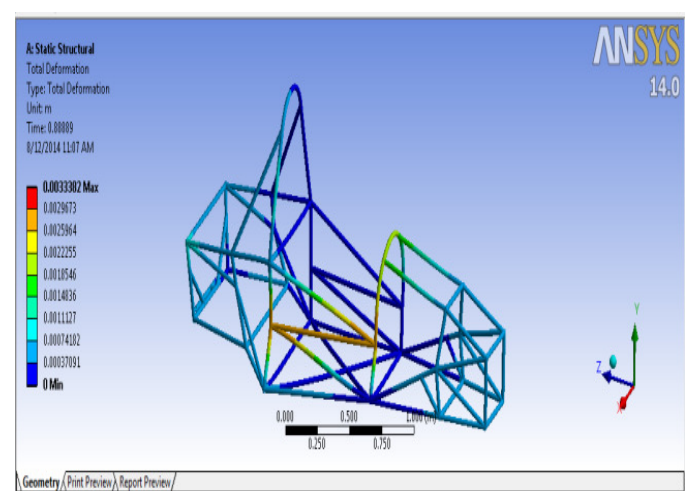 A: Static Structural
Total Deformation
Type: Total Deformation
Unit: m
Time: 0.88889
8/12/2014 11:07 AM
0.0033382 Max
0.0029673
0.0025964
0.0022255
0.0018546
0.0014836
0.0011127
0.00074182
0.00037091
0 Min
ANSYS
14.0
Y
Z
X
0.000 0.500 1.000 (m)
0.250 0.750
Geometry Print Preview Report Preview